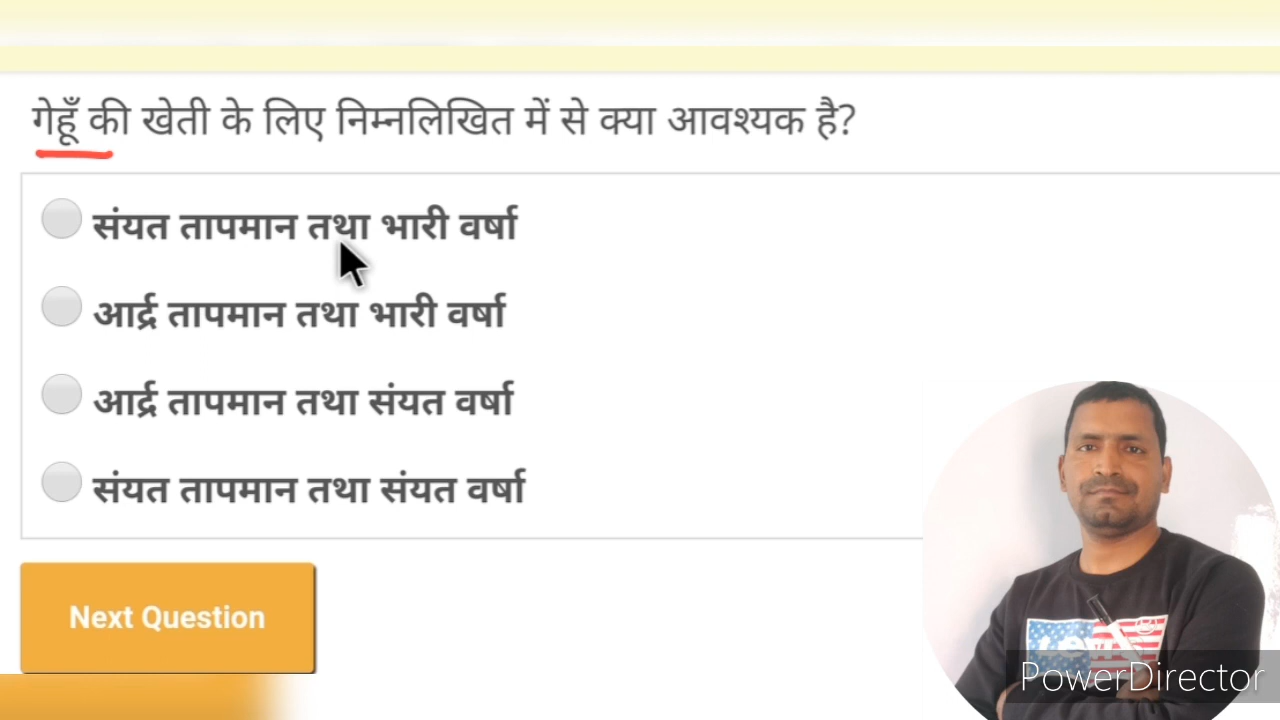 गेहूँ की खेती के लिए निम्नलिखित में से क्या आवश्यक है?
संयत तापमान तथा भारी वर्षा
आर्द्र तापमान तथा भारी वर्षा
आर्द्र तापमान तथा संयत वर्षा
संयत तापमान तथा संयत वर्षा
Next Question
PowerDirector